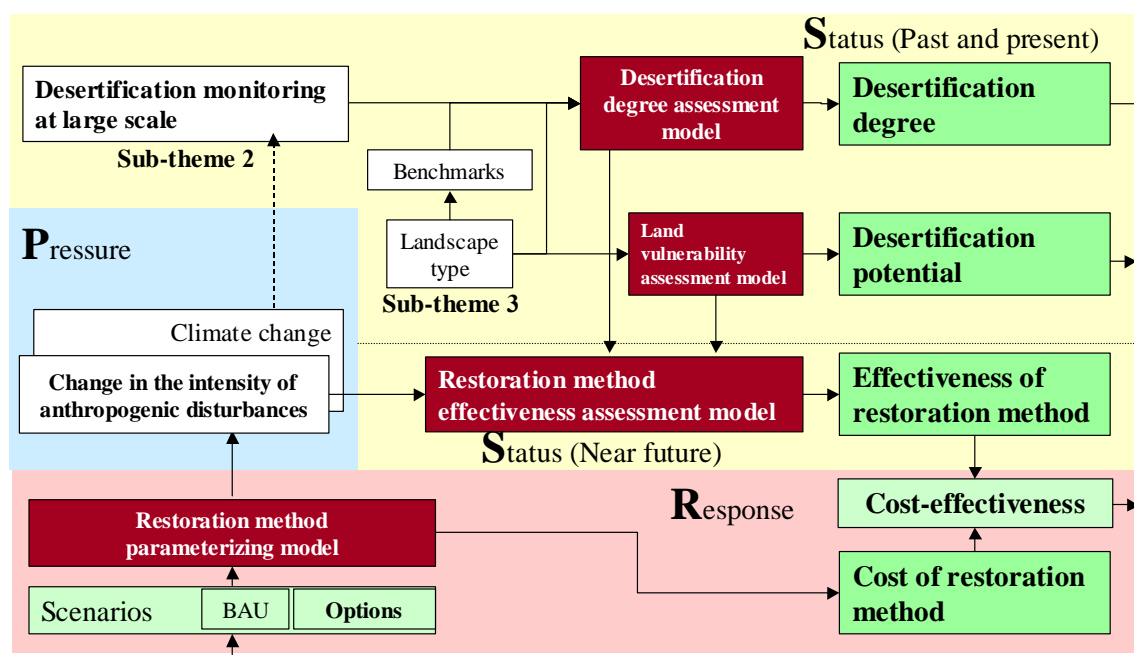 Status (Past and present)
Desertification monitoring
at large scale
Sub-theme 2
Desertification
degree assessment
model
Desertification
degree
Benchmarks
Landscape
type
Sub-theme 3
Land
vulnerability
assessment model
Desertification
potential
Pressure
Climate change
Change in the intensity of
anthropogenic disturbances
Restoration method
effectiveness assessment model
Effectiveness of
restoration method
Status (Near future)
Response
Restoration method
parameterizing model
Cost-effectiveness
Cost of restoration
method
Scenarios
BAU
Options